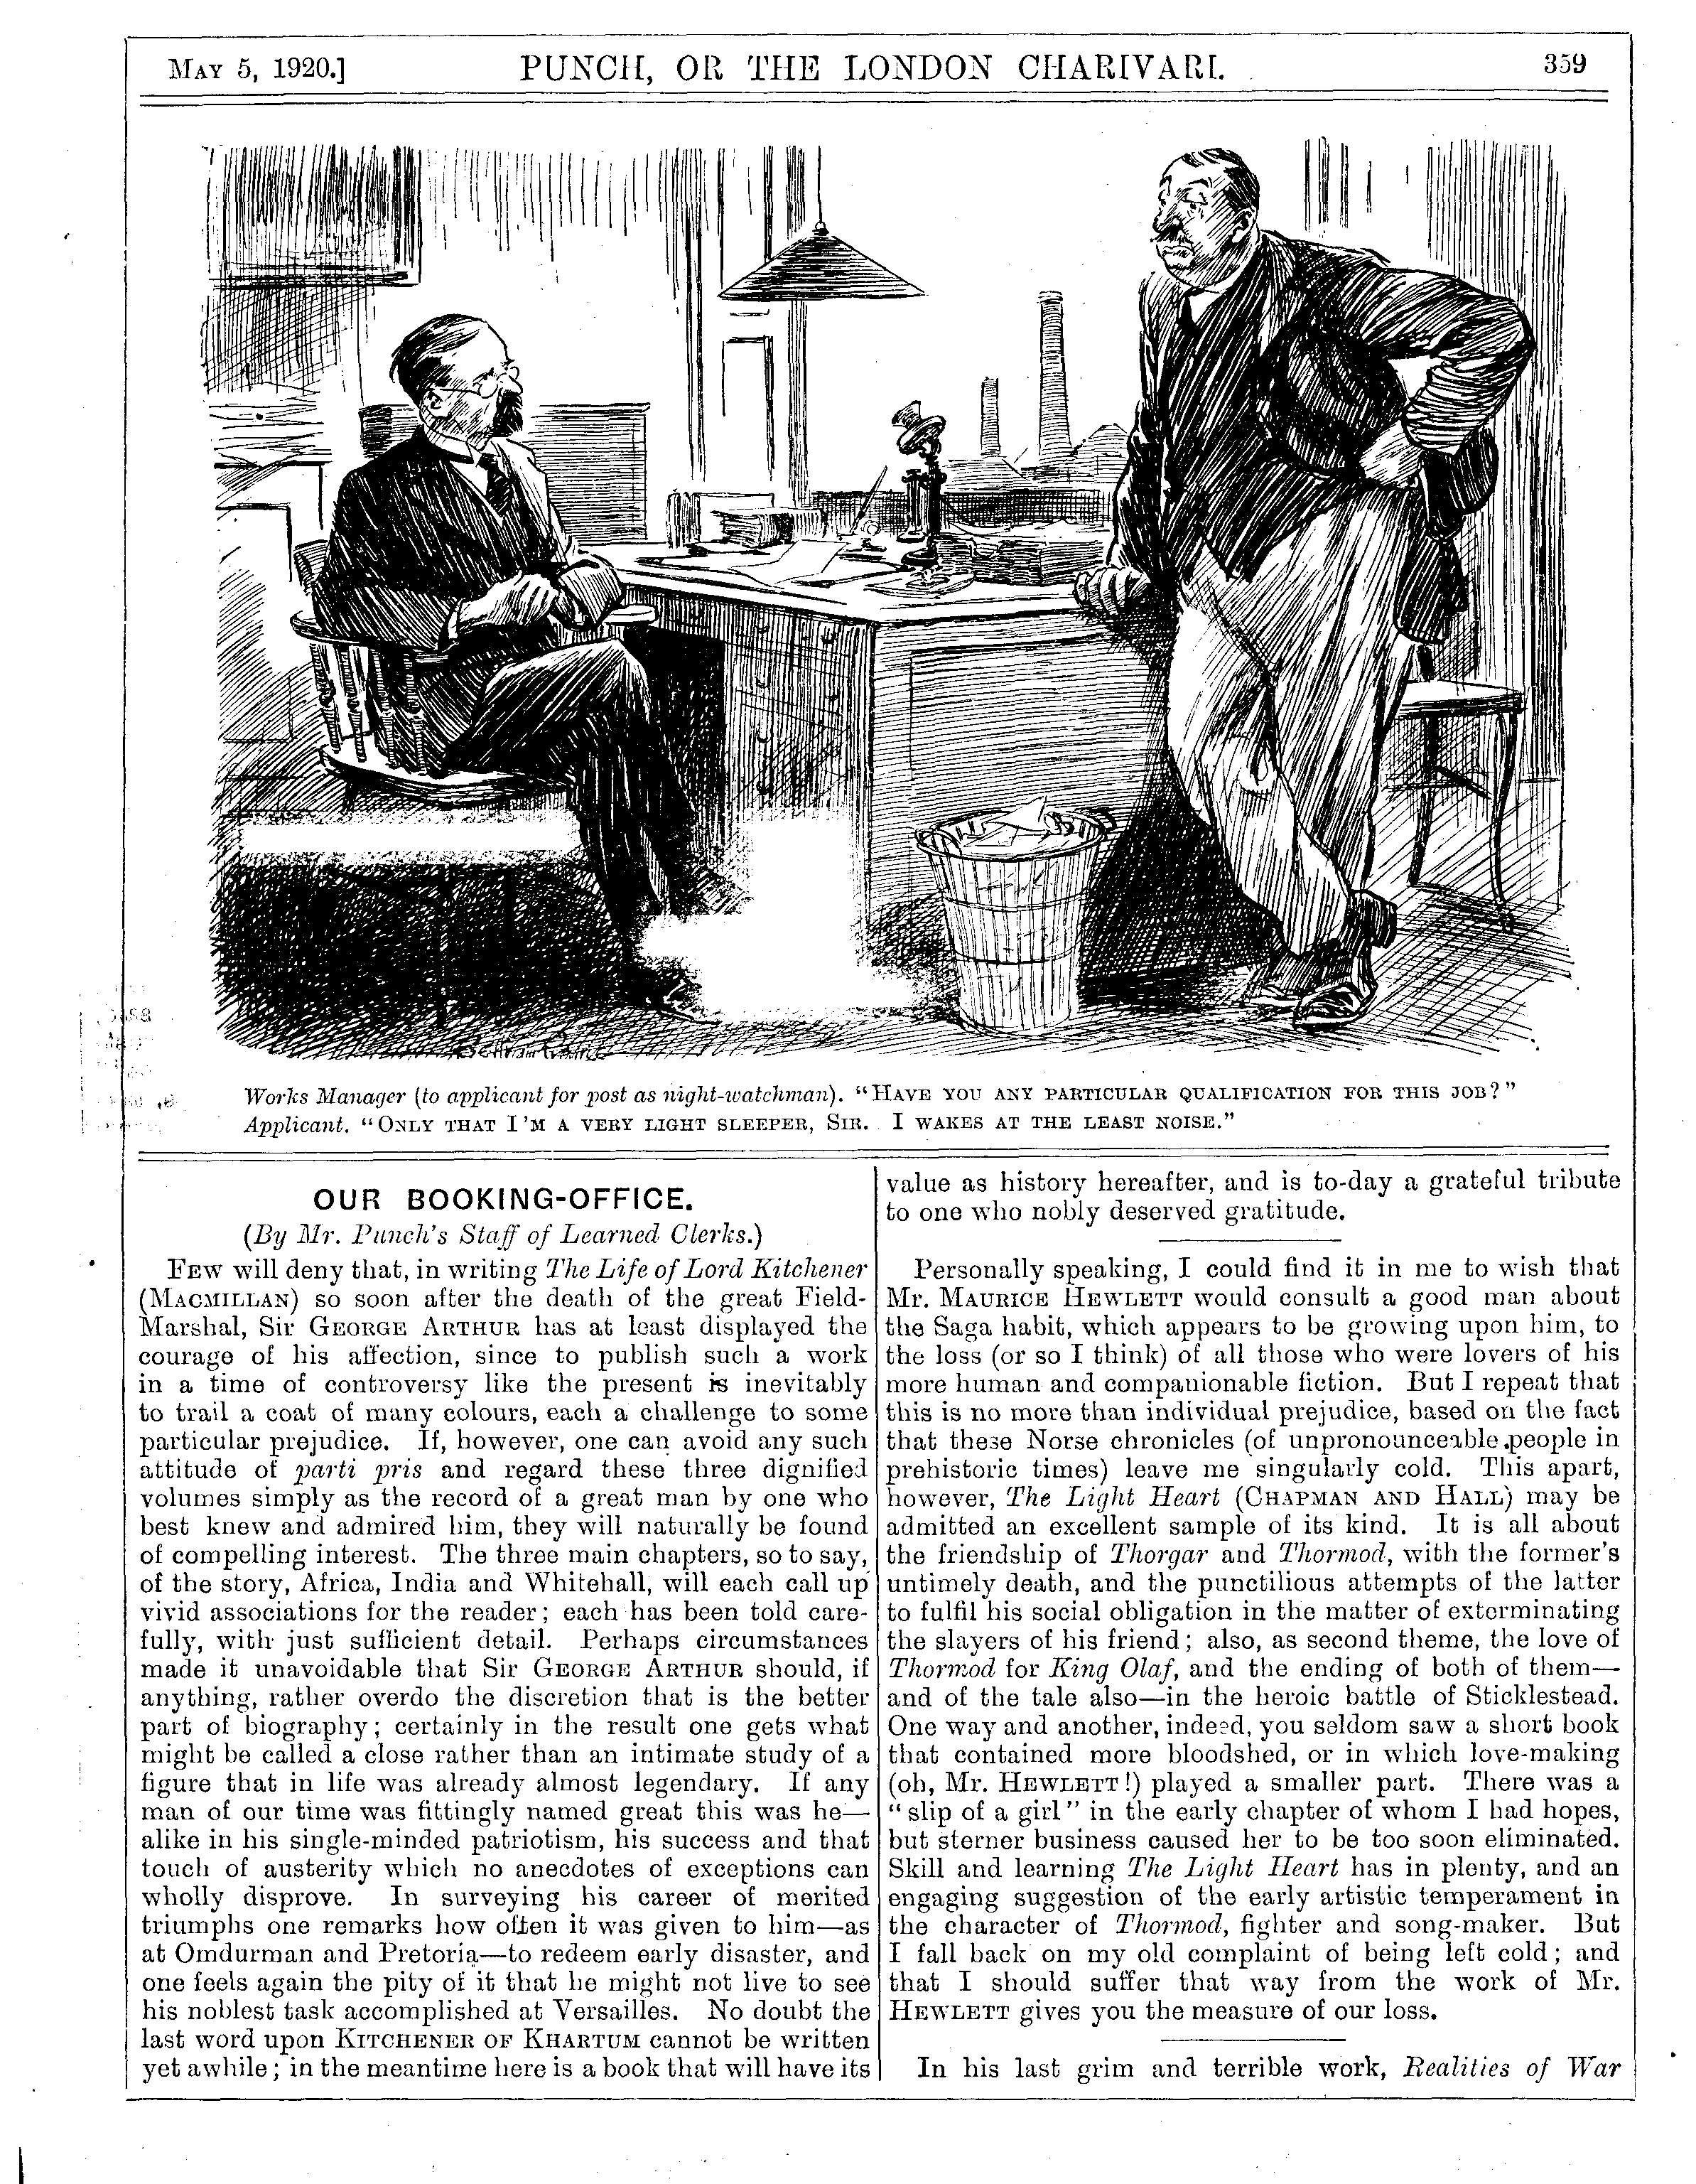 MAY 5, 1920.] PUNCH, OR THE LONDON CHARIVARI. 359
Works Manager (to applicant for post as night-watchman). "HAVE YOU ANY PARTICULAR QUALIFICATION FOR THIS JOB?"
Applicant. "ONLY THAT I'M A VERY LIGHT SLEEPER, SIR. I WAKES AT THE LEAST NOISE."
OUR BOOKING-OFFICE.
(By Mr. Punch's Staff of Learned Clerks.)
FEW will deny that, in writing The Life of Lord Kitchener
(MACMILLAN) so soon after the death of the great Field-
Marshal, Sir GEORGE ARTHUR has at least displayed the
courage of his affection, since to publish such a work
in a time of controversy like the present is inevitably
to trail a coat of many colours, each a challenge to some
particular prejudice. If, however, one can avoid any such
attitude of parti pris and regard these three dignified
volumes simply as the record of a great man by one who
best knew and admired him, they will naturally be found
of compelling interest. The three main chapters, so to say,
of the story, Africa, India and Whitehall, will each call up
vivid associations for the reader; each has been told care-
fully, with just sufficient detail. Perhaps circumstances
made it unavoidable that Sir GEORGE ARTHUR should, if
anything, rather overdo the discretion that is the better
part of biography; certainly in the result one gets what
might be called a close rather than an intimate study of a
figure that in life was already almost legendary. If any
man of our time was fittingly named great this was he—
alike in his single-minded patriotism, his success and that
touch of austerity which no anecdotes of exceptions can
wholly disprove. In surveying his career of merited
triumphs one remarks how often it was given to him—as
at Omdurman and Pretoria—to redeem early disaster, and
one feels again the pity of it that he might not live to see
his noblest task accomplished at Versailles. No doubt the
last word upon KITCHENER OF KHARTUM cannot be written
yet awhile; in the meantime here is a book that will have its
value as history hereafter, and is to-day a grateful tribute
to one who nobly deserved gratitude.
Personally speaking, I could find it in me to wish that
Mr. MAURICE HEWLETT would consult a good man about
the Saga habit, which appears to be growing upon him, to
the loss (or so I think) of all those who were lovers of his
more human and companionable fiction. But I repeat that
this is no more than individual prejudice, based on the fact
that these Norse chronicles (of unpronounceable people in
prehistoric times) leave me singularly cold. This apart,
however, The Light Heart (CHAPMAN AND HALL) may be
admitted an excellent sample of its kind. It is all about
the friendship of Thorgar and Thormod, with the former's
untimely death, and the punctilious attempts of the latter
to fulfil his social obligation in the matter of exterminating
the slayers of his friend; also, as second theme, the love of
Thormod for King Olaf, and the ending of both of them—
and of the tale also—in the heroic battle of Sticklestead.
One way and another, indeed, you seldom saw a short book
that contained more bloodshed, or in which love-making
(oh, Mr. HEWLETT!) played a smaller part. There was a
"slip of a girl" in the early chapter of whom I had hopes,
but sterner business caused her to be too soon eliminated.
Skill and learning The Light Heart has in plenty, and an
engaging suggestion of the early artistic temperament in
the character of Thormod, fighter and song-maker. But
I fall back on my old complaint of being left cold; and
that I should suffer that way from the work of Mr.
HEWLETT gives you the measure of our loss.
In his last grim and terrible work, Realities of War